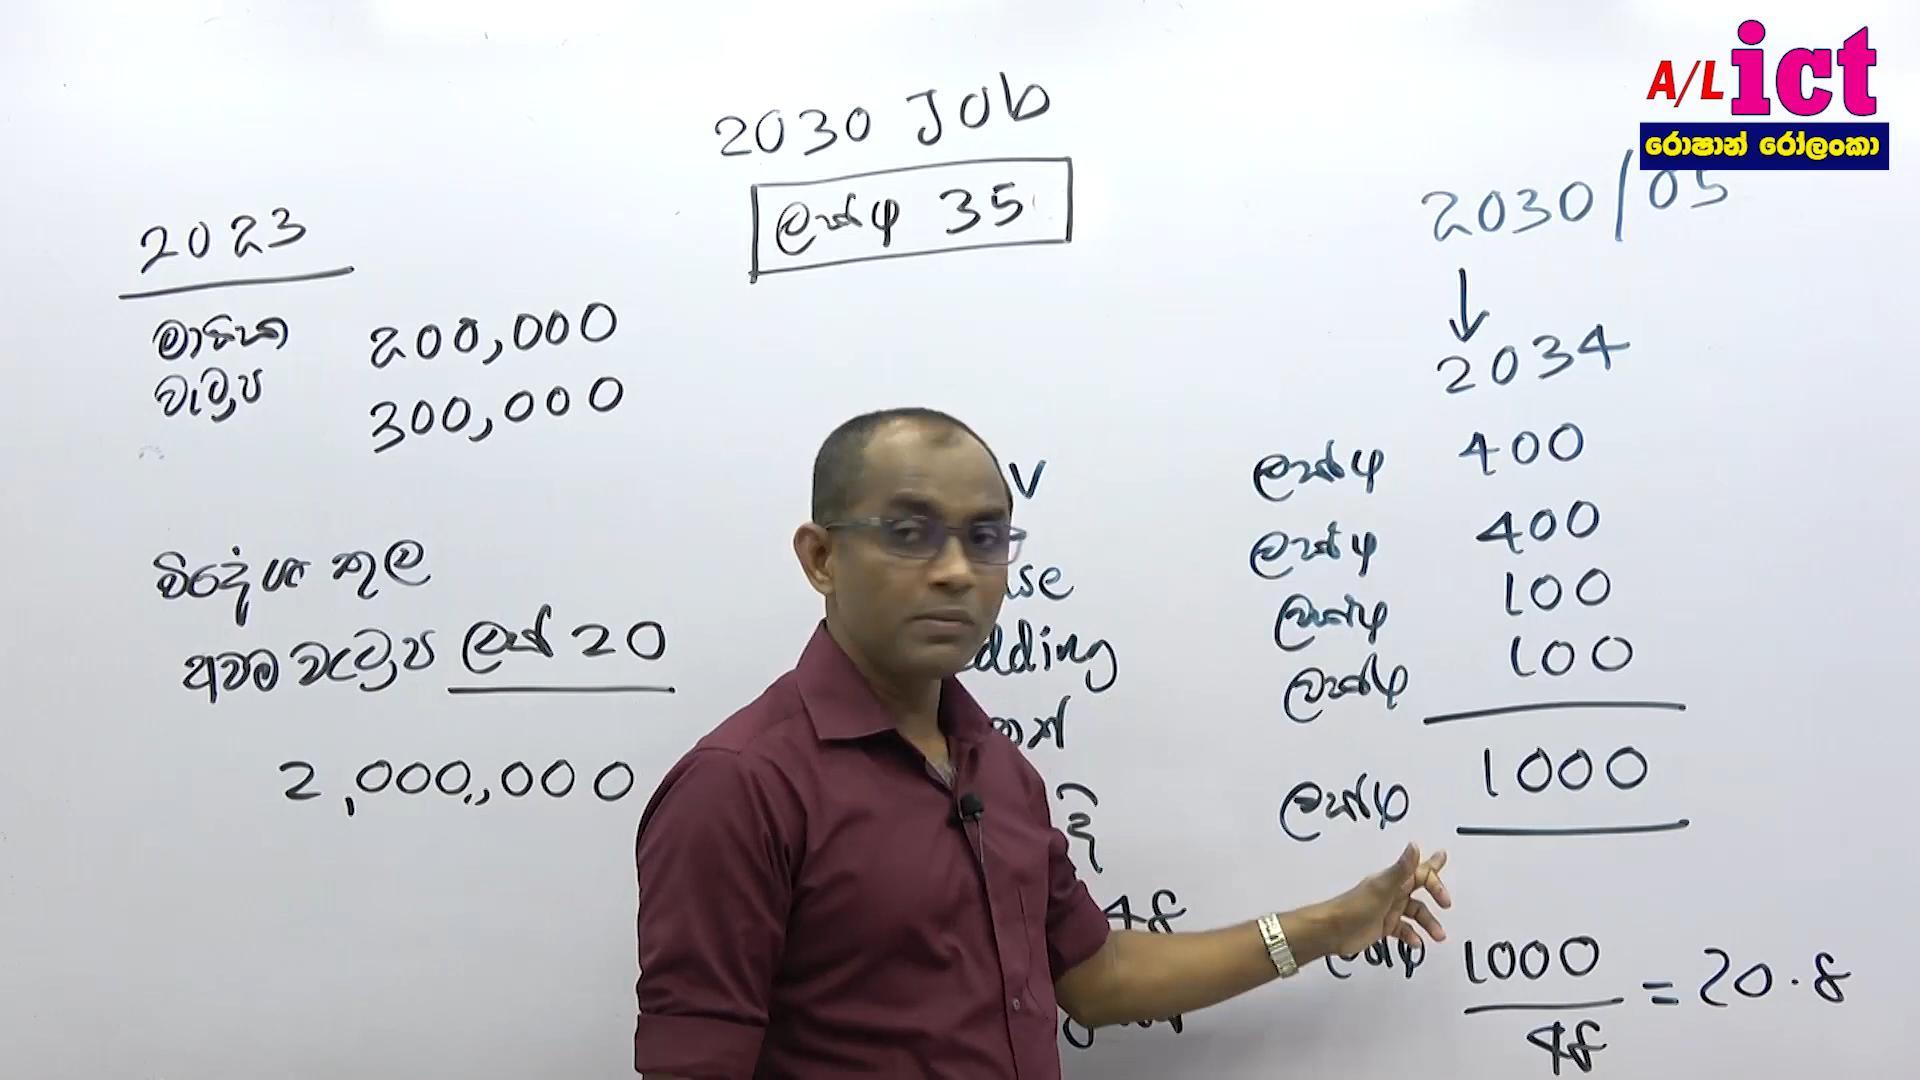 A/L ict
රොෂාන් රෝලංකා
2030 JOb
ලක්ෂ 35
2023
මාසික 200,000
වැටුප 300,000
විදේශ තුල
අවම වැටුප ලක්ෂ 20
2,000,000
2030/05
2034
ලක්ෂ 400
ලක්ෂ 400
ලක්ෂ 100
ලක්ෂ 100
ලක්ෂ 1000
48
1000
48
= 20.8